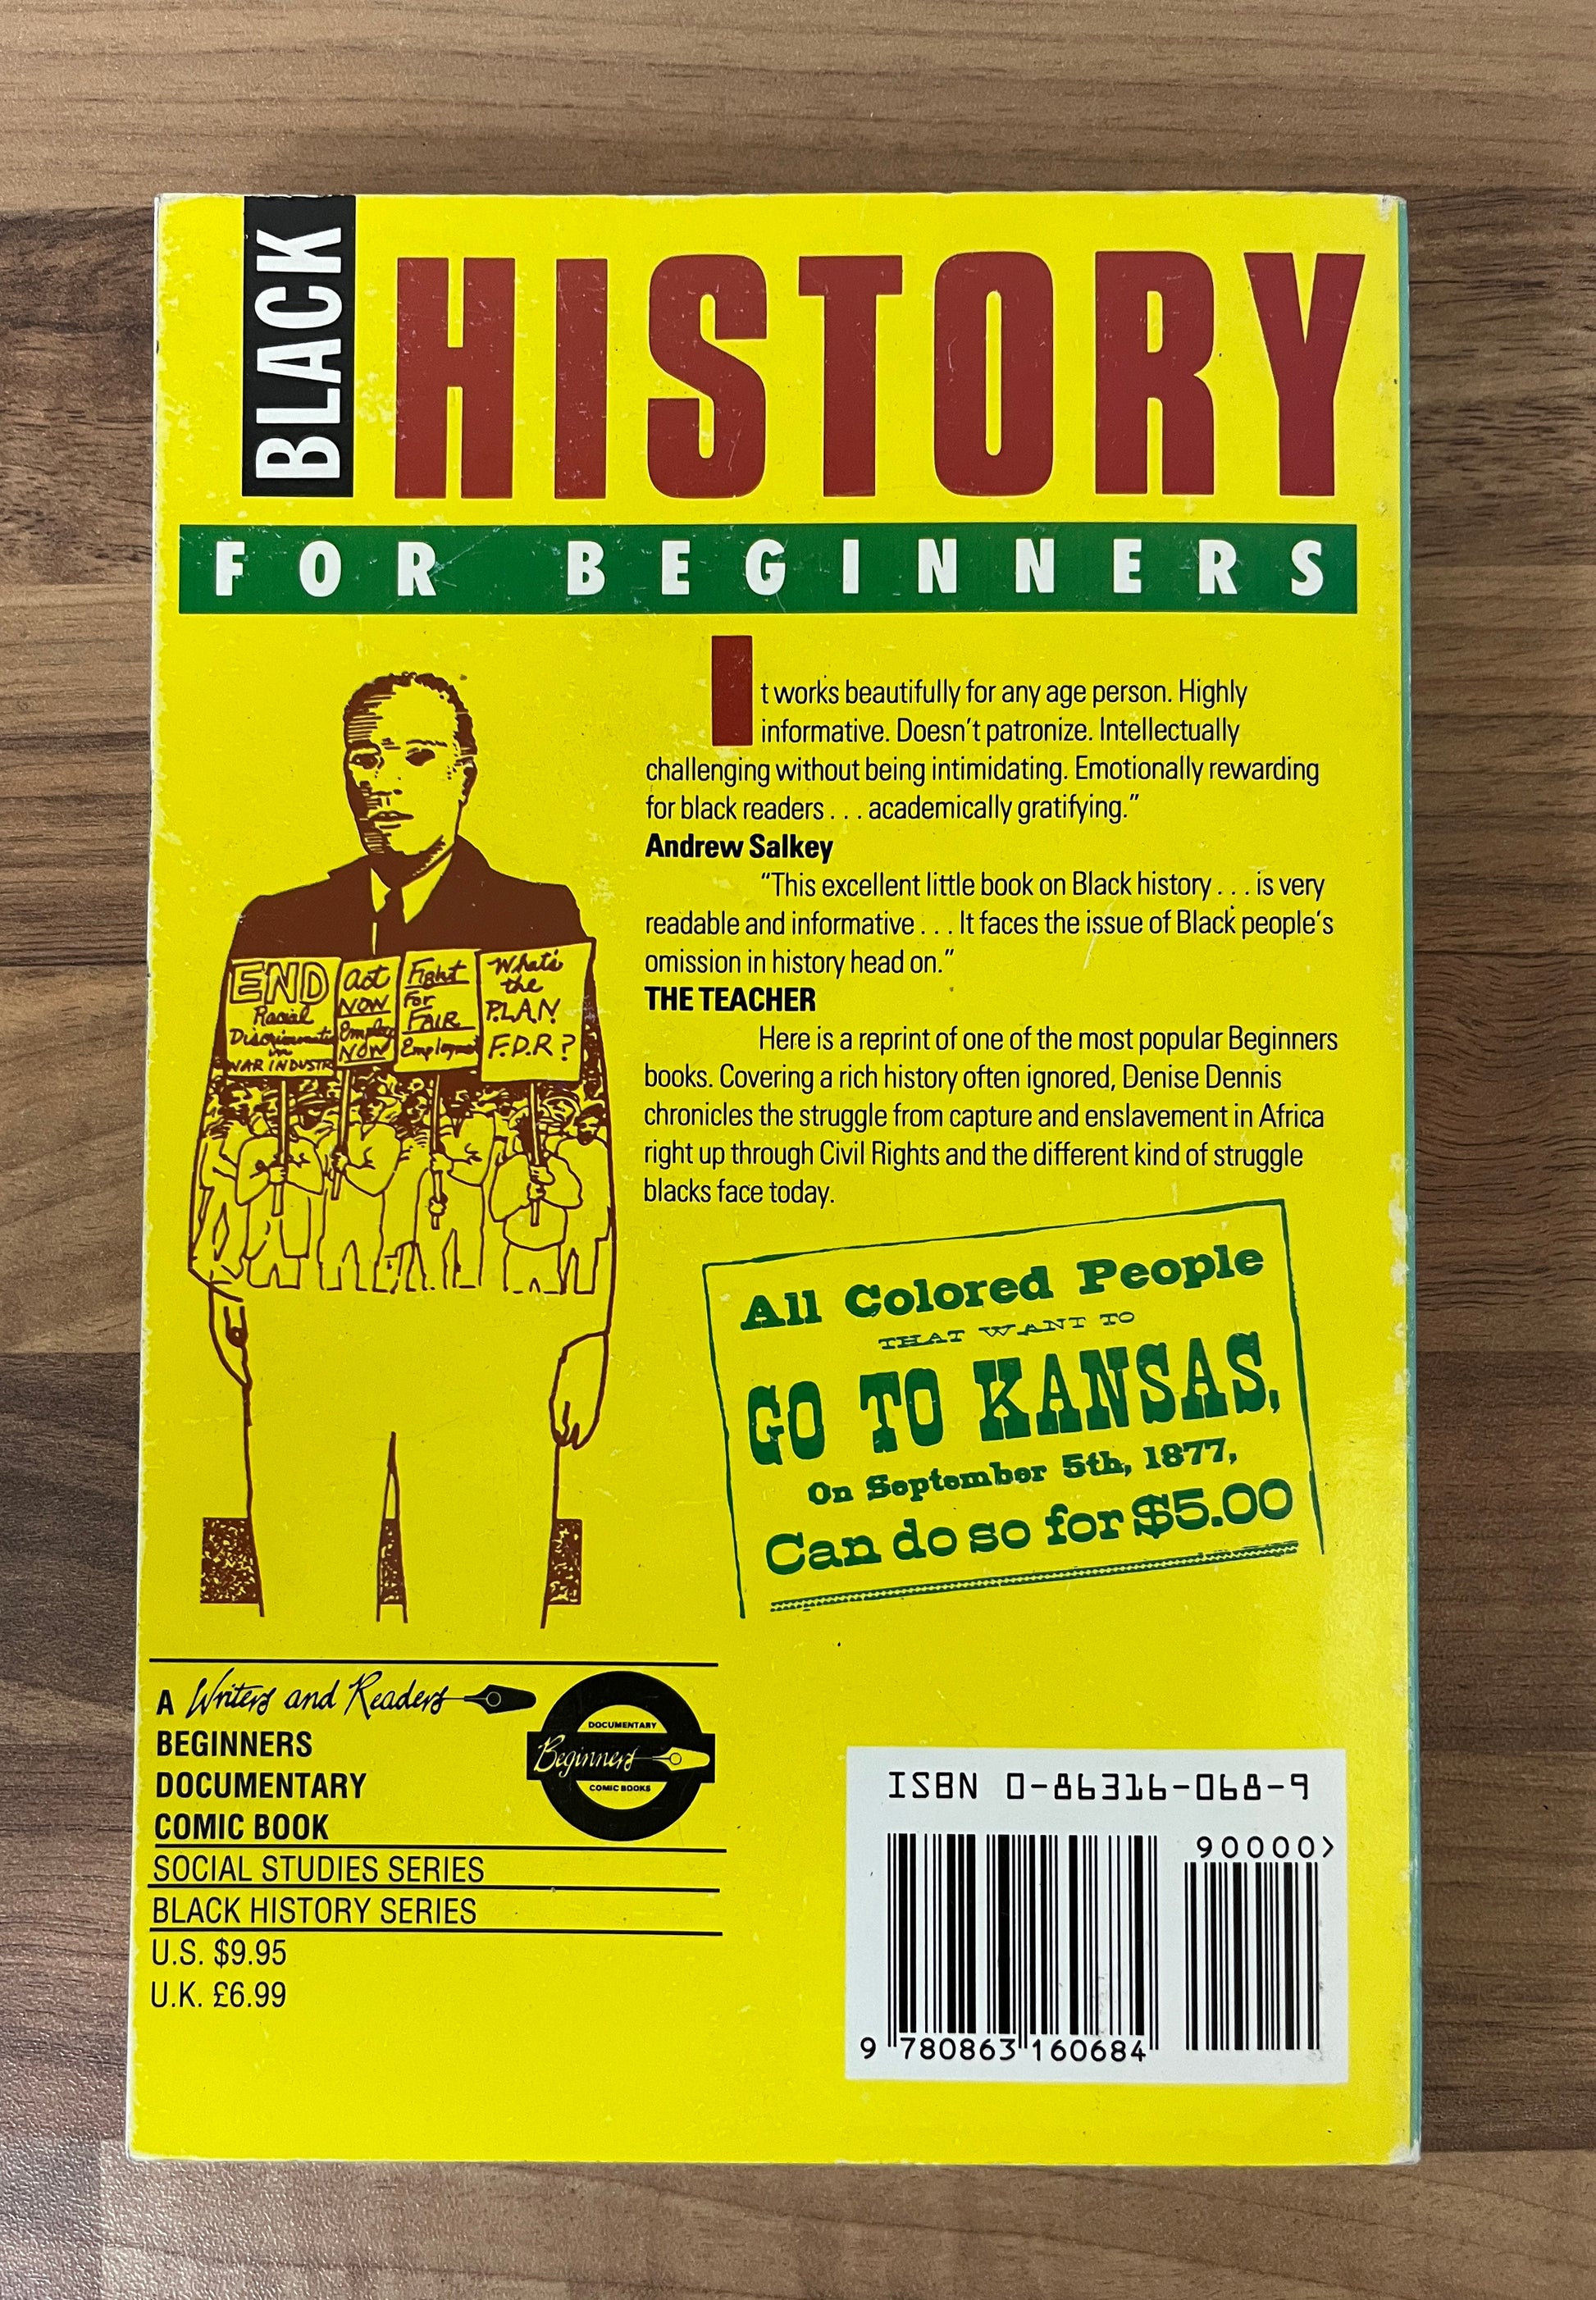 BLACK
HISTORY
FOR BEGINNERS
It works beautifully for any age person. Highly
informative. Doesn't patronize. Intellectually
challenging without being intimidating. Emotionally rewarding
for black readers . . . academically gratifying.”
Andrew Salkey
“This excellent little book on Black history . . . is very
readable and informative . . . It faces the issue of Black people's
omission in history head on.”
THE TEACHER
Here is a reprint of one of the most popular Beginners
books. Covering a rich history often ignored, Denise Dennis
chronicles the struggle from capture and enslavement in Africa
right up through Civil Rights and the different kind of struggle
blacks face today.
END
Racial
in
WAR INDUSTR
act
NOW
Employ
NOW
Fight
For
FAIR
What's
the
PLAN
F.D.R?
All Colored People
THAT WANT TO
GO TO KANSAS,
On September 5th, 1877,
Can do so for $5.00
A Writers and Readers
BEGINNERS
DOCUMENTARY
COMIC BOOK
DOCUMENTARY
Beginners
COMIC BOOKS
SOCIAL STUDIES SERIES
BLACK HISTORY SERIES
U.S. $9.95
U.K. £6.99
ISBN 0-86316-068-9
90000>
9 780863 160684